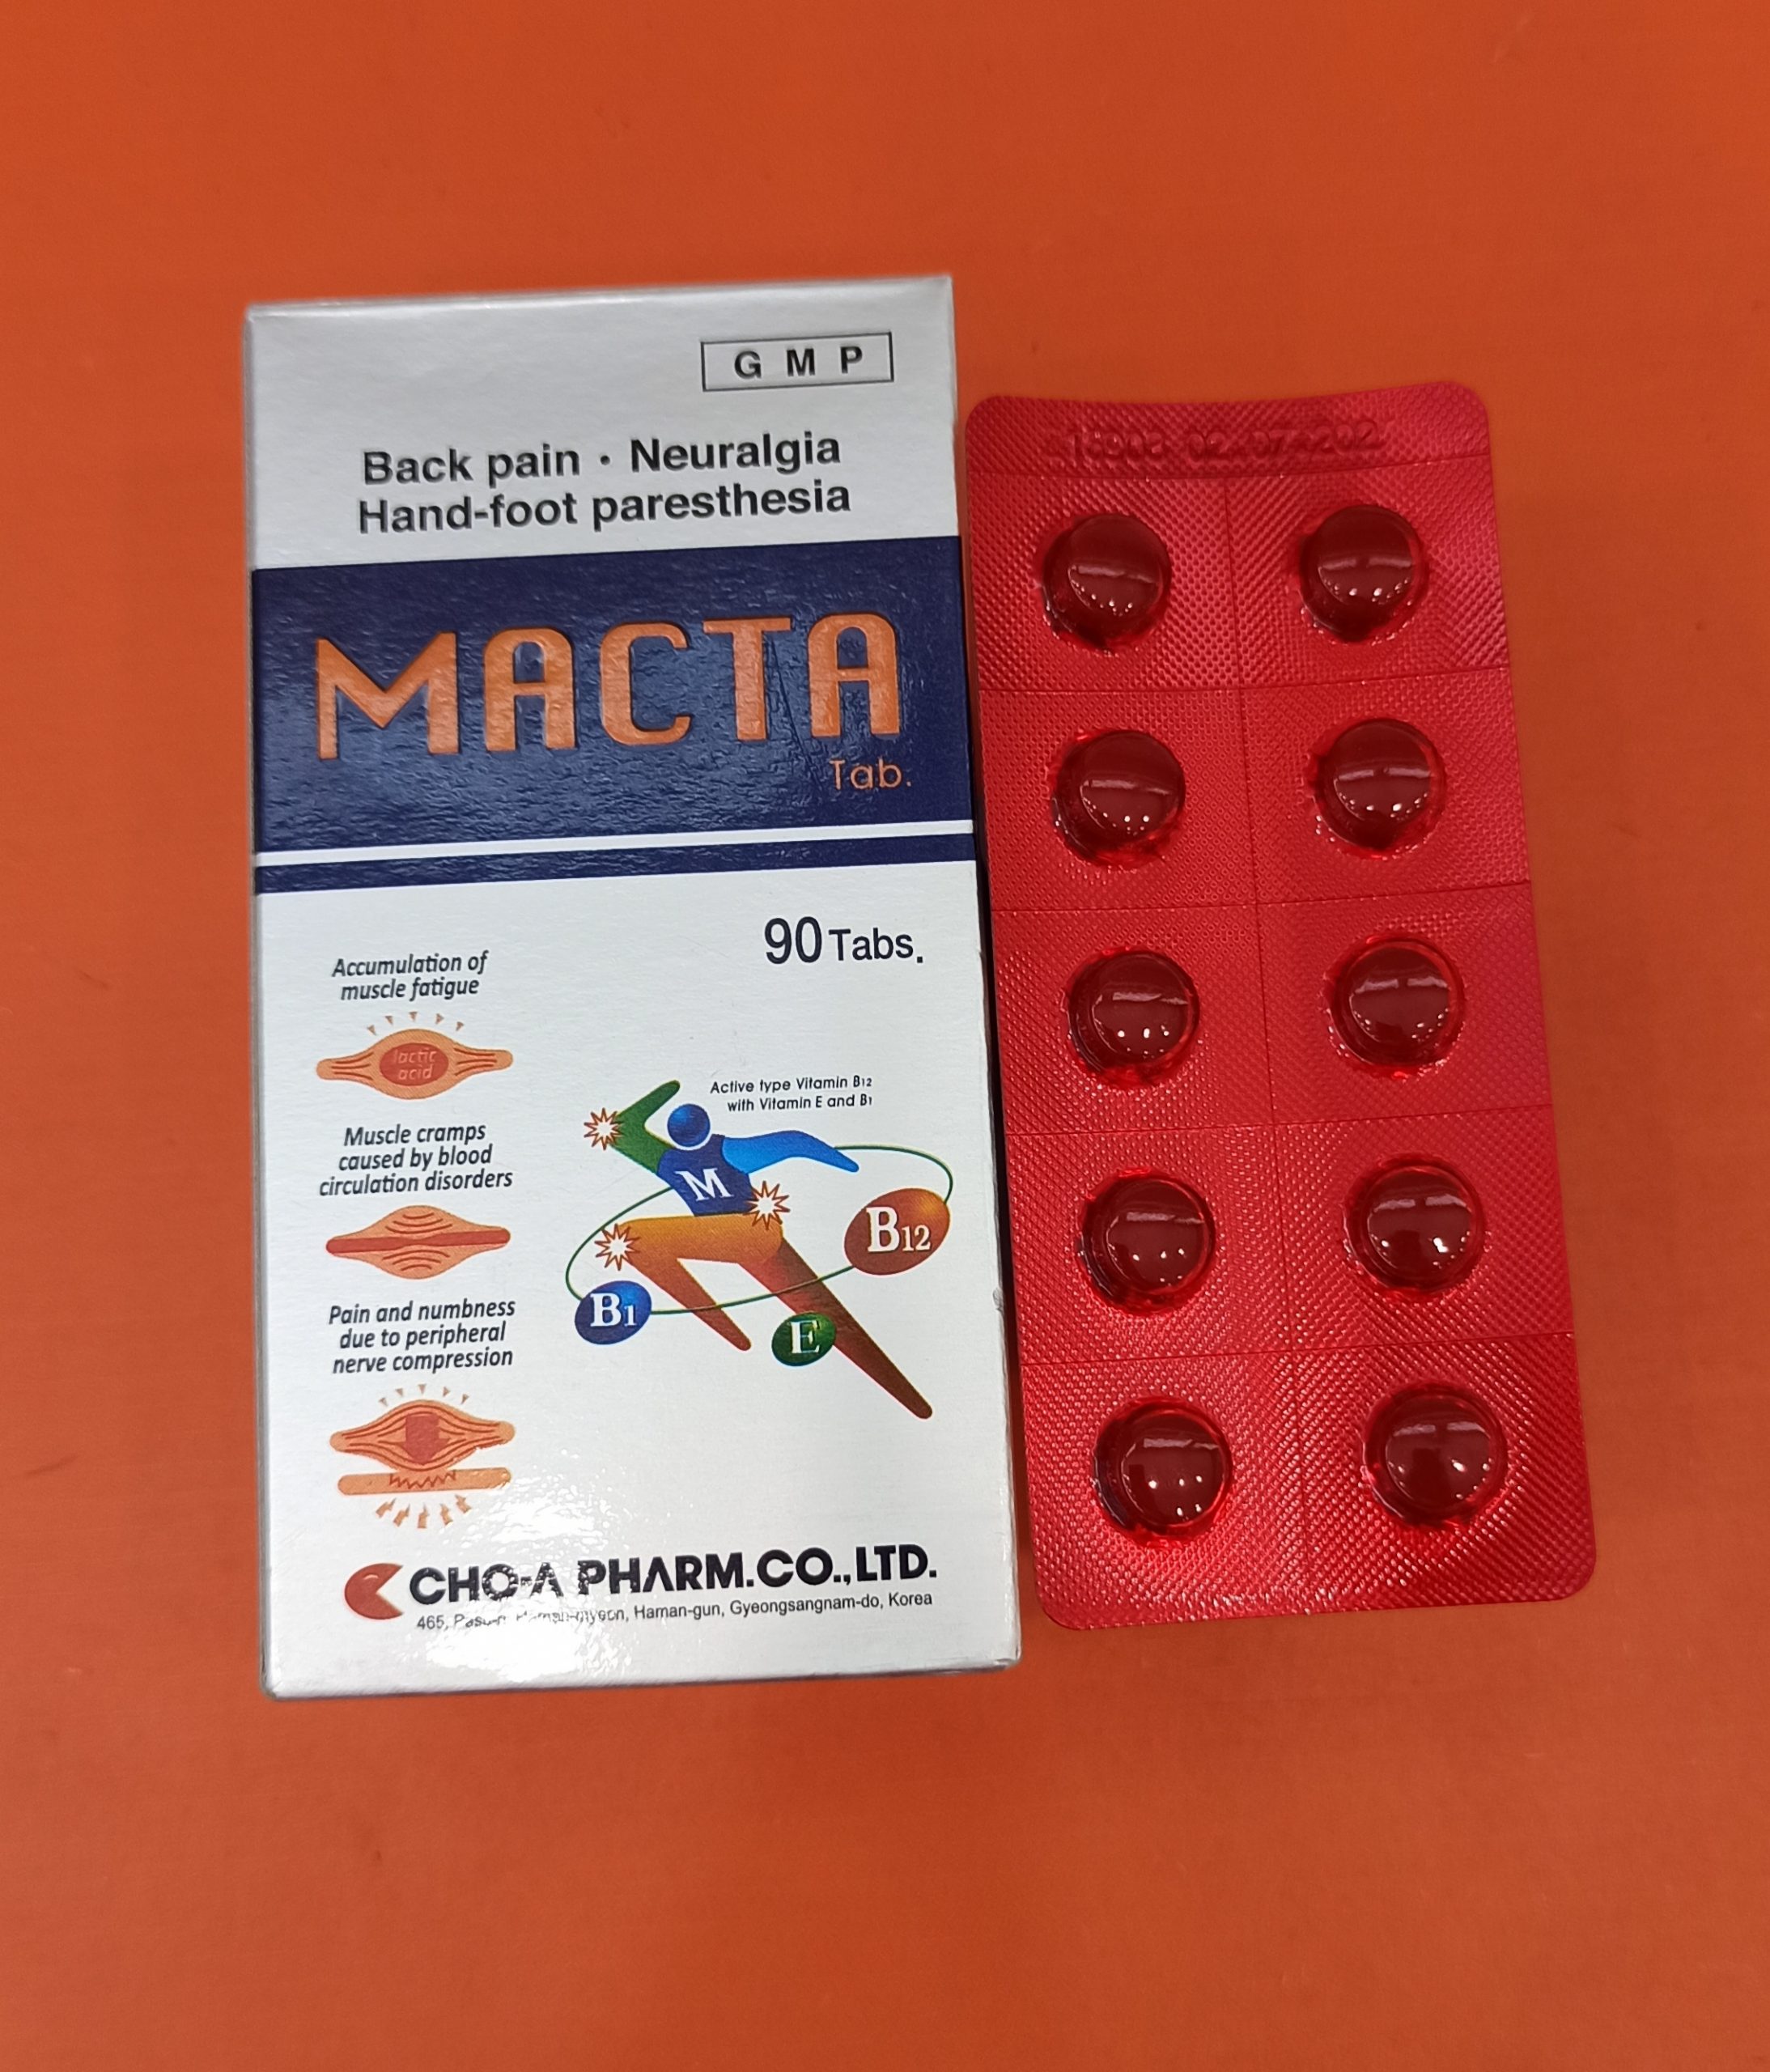 G M P
Back pain · Neuralgia
Hand-foot paresthesia
MACTA
Tab.
90 Tabs.
Accumulation of
muscle fatigue
lactic
acid
Muscle cramps
caused by blood
circulation disorders
Pain and numbness
due to peripheral
nerve compression
Active type Vitamin B12
with Vitamin E and B1
M
B12
B1
E
CHO-A PHARM.CO.,LTD.
465, Haman-gun, Gyeongsangnam-do, Korea